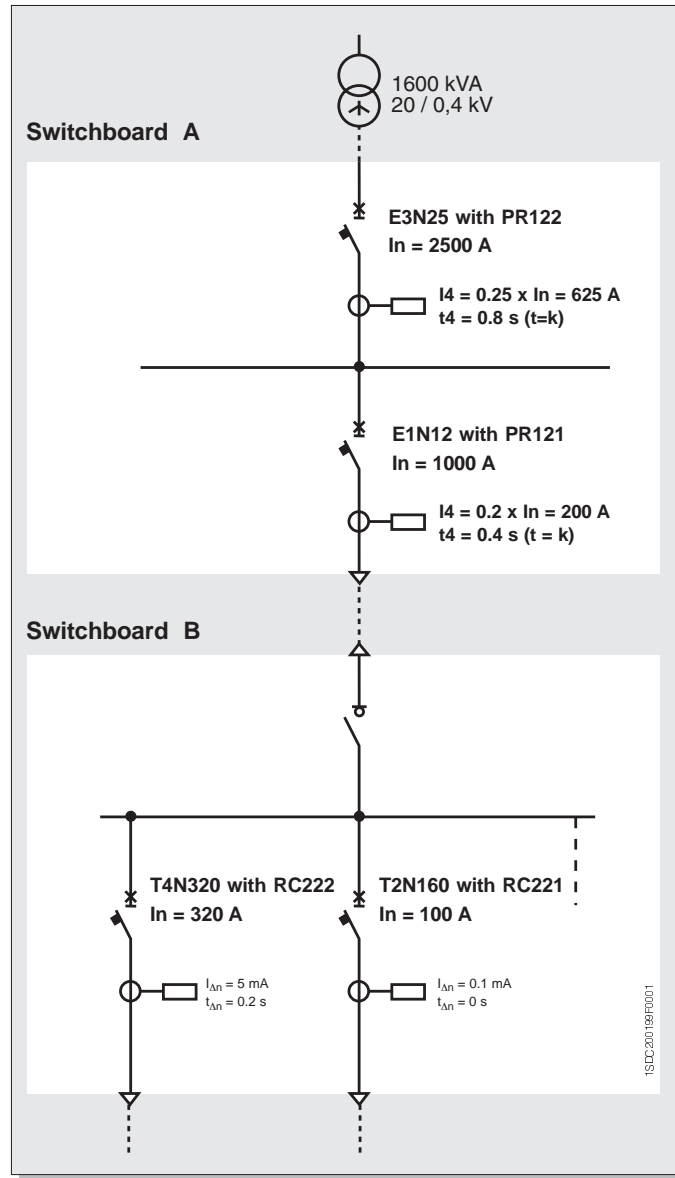 1600 kVA
20 / 0,4 kV
Switchboard A
E3N25 with PR122
In = 2500 A
I4 = 0.25 x In = 625 A
t4 = 0.8 s (t=k)
E1N12 with PR121
In = 1000 A
I4 = 0.2 x In = 200 A
t4 = 0.4 s (t = k)
Switchboard B
T4N320 with RC222
In = 320 A
T2N160 with RC221
In = 100 A
IΔn = 5 mA
tΔn = 0.2 s
IΔn = 0.1 mA
tΔn = 0 s
1SDC200199F0001